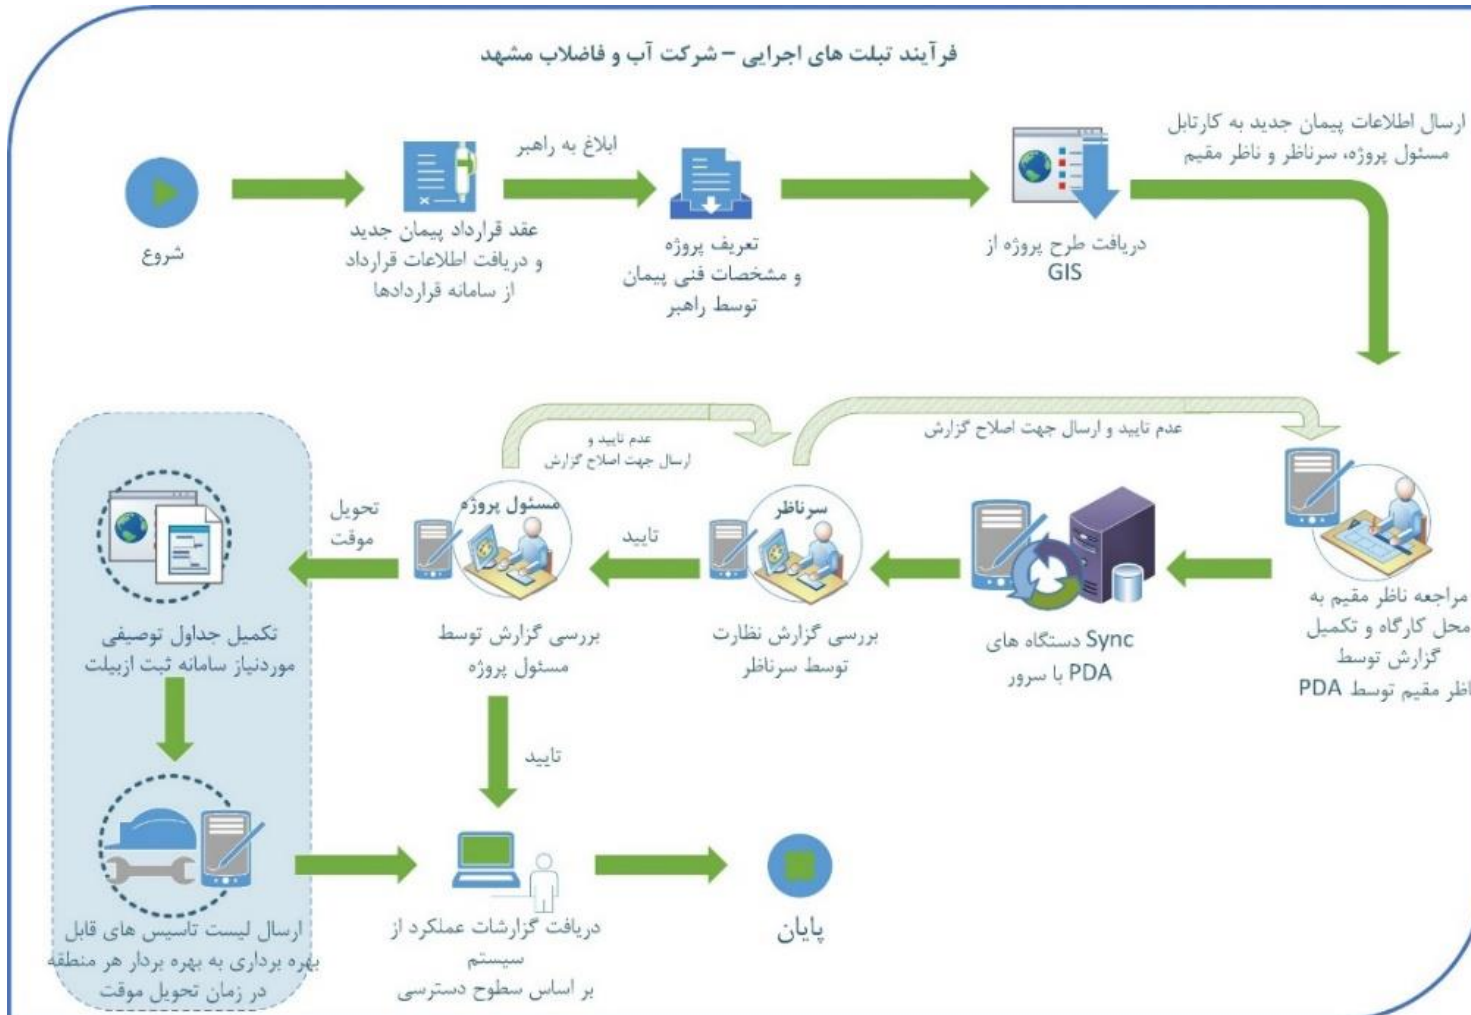 فرآیند تبلت های اجرایی – شرکت آب و فاضلاب مشهد
شروع
عقد قرارداد پیمان جدید
و دریافت اطلاعات قرارداد
از سامانه قراردادها
ابلاغ به راهبر
تعریف پروژه
و مشخصات فنی پیمان
توسط راهبر
دریافت طرح پروژه از
GIS
ارسال اطلاعات پیمان جدید به کارتابل
مسئول پروژه، سرناظر و ناظر مقیم
مراجعه ناظر مقیم به
محل کارگاه و تکمیل
گزارش توسط
اظر مقیم توسط PDA
Sync دستگاه های
PDA با سرور
عدم تایید و ارسال جهت اصلاح گزارش
سرناظر
بررسی گزارش نظارت
توسط سرناظر
تایید
عدم تایید و
ارسال جهت اصلاح گزارش
مسئول پروژه
بررسی گزارش توسط
مسئول پروژه
تحویل
موقت
تکمیل جداول توصیفی
موردنیاز سامانه ثبت ازبیلت
تایید
ارسال لیست تاسیس های قابل
بهره برداری به بهره بردار هر منطقه
در زمان تحویل موقت
دریافت گزارشات عملکرد از
سیستم
بر اساس سطوح دسترسی
پایان